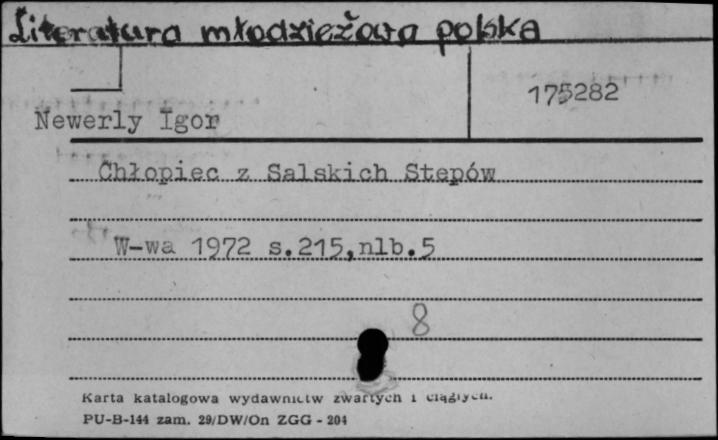 Literatura młodzieżowa polska
175282
Newerly Igor
Chłopiec z Salskich Stepów
W-wa 1972 s.215,nlb.5
8
Karta katalogowa wydawnictw zwartych i ciągłych.
PU-B-144 zam. 29/DW/On ZGG - 204